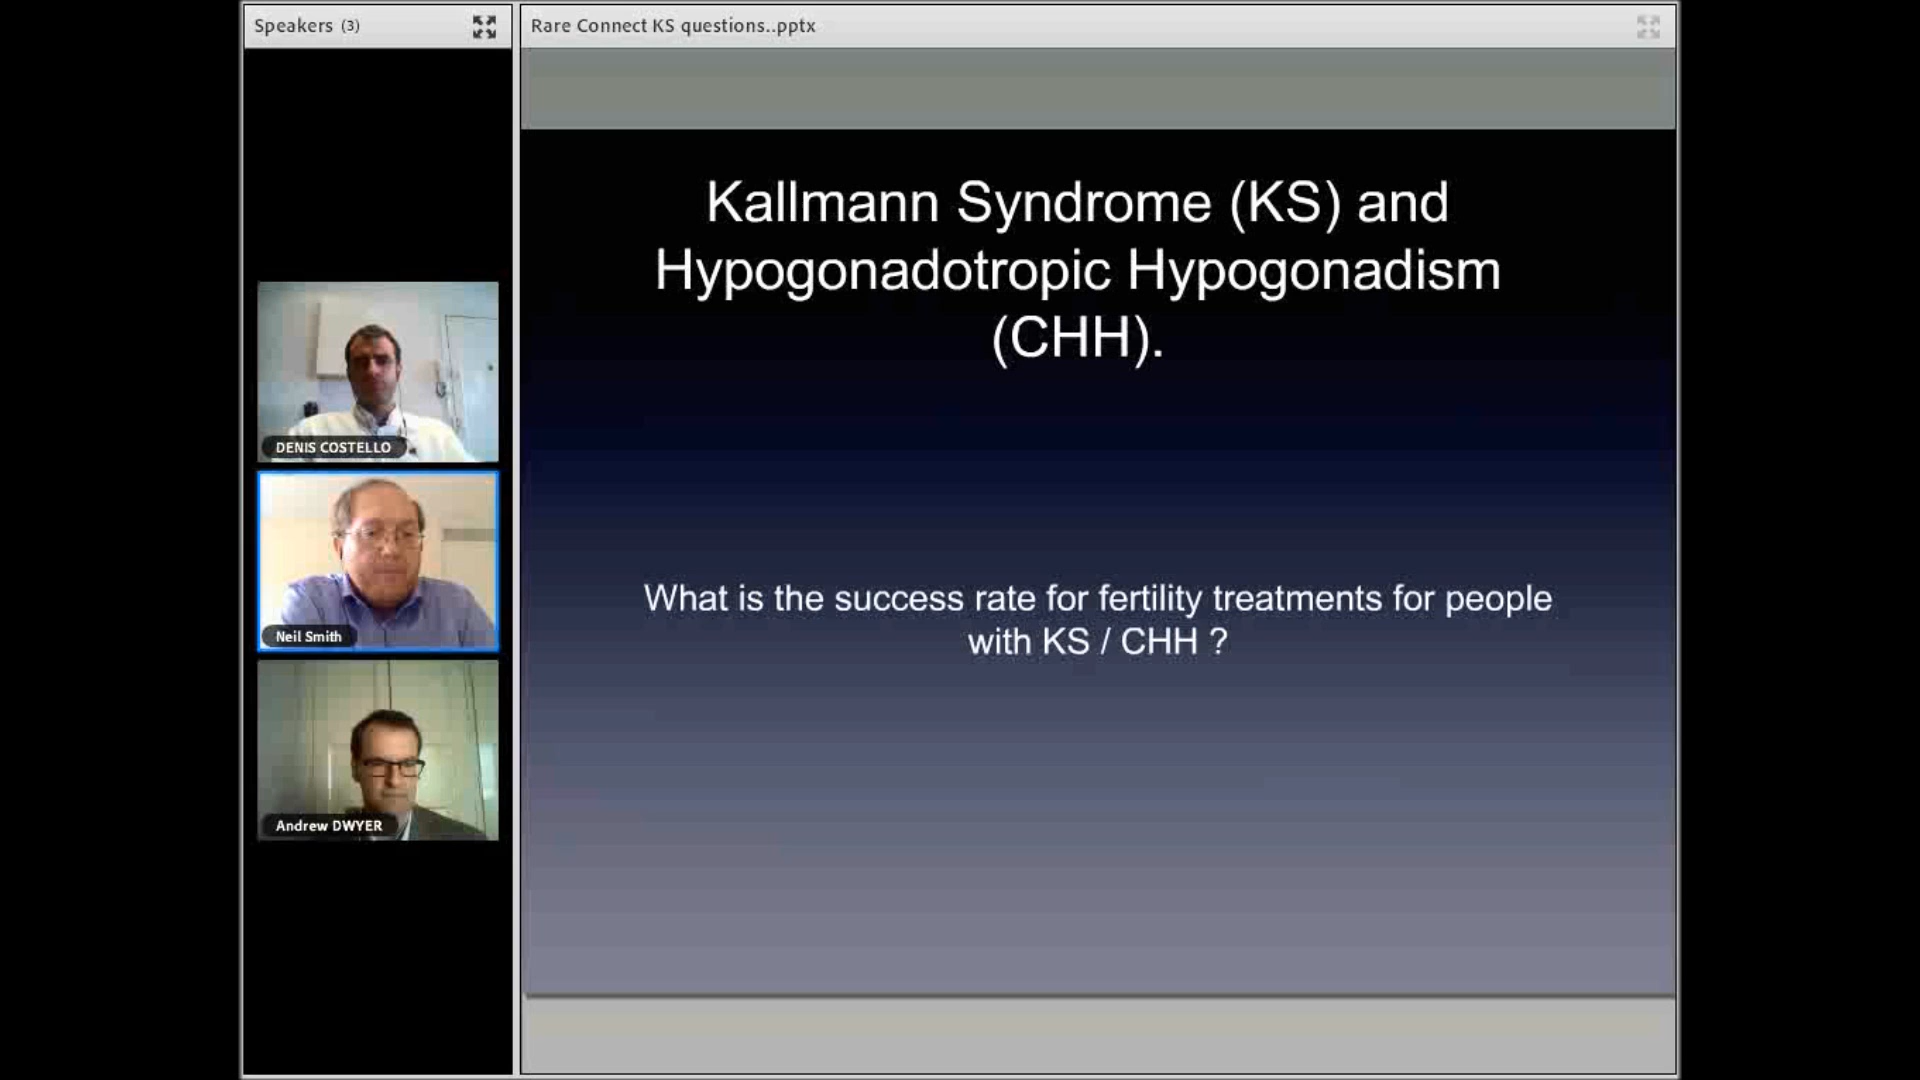 Speakers (3)
Rare Connect KS questions..pptx
Kallmann Syndrome (KS) and
Hypogonadotropic Hypogonadism
(CHH).
What is the success rate for fertility treatments for people
with KS / CHH ?
DENIS COSTELLO
Neil Smith
Andrew DWYER